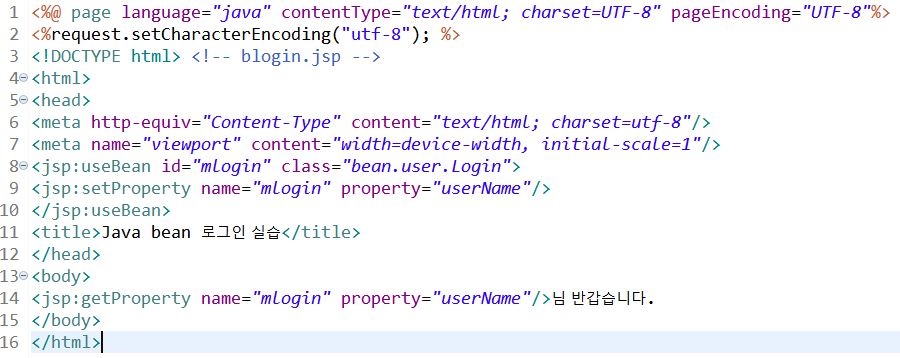 1 <%@ page language="java" contentType="text/html; charset=UTF-8" pageEncoding="UTF-8"%>
2 <%request.setCharacterEncoding("utf-8"); %>
3 <!DOCTYPE html> <!-- blogin.jsp -->
4 <html>
5 <head>
6 <meta http-equiv="Content-Type" content="text/html; charset=utf-8"/>
7 <meta name="viewport" content="width=device-width, initial-scale=1"/>
8 <jsp:useBean id="mlogin" class="bean.user.Login">
9 <jsp:setProperty name="mlogin" property="userName"/>
10 </jsp:useBean>
11 <title>Java bean 로그인 실습</title>
12 </head>
13 <body>
14 <jsp:getProperty name="mlogin" property="userName"/>님 반갑습니다.
15 </body>
16 </html>